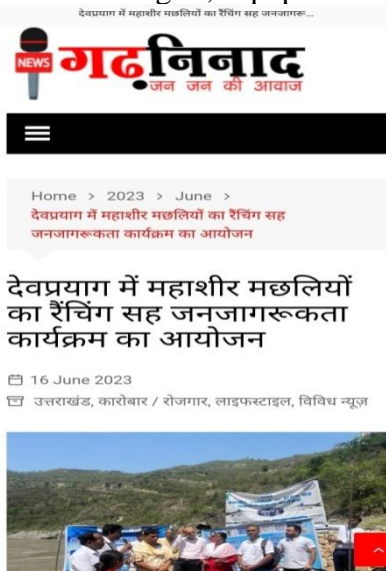 देवप्रयाग में महाशीर मछलियों का रैंचिंग सह जनजागरू...
NEWS गढ़निनाद
जन जन की आवाज
Home > 2023 > June >
देवप्रयाग में महाशीर मछलियों का रैंचिंग सह
जनजागरूकता कार्यक्रम का आयोजन
देवप्रयाग में महाशीर मछलियों
का रैंचिंग सह जनजागरूकता
कार्यक्रम का आयोजन
16 June 2023
उत्तराखंड, कारोबार / रोजगार, लाइफस्टाइल, विविध न्यूज़